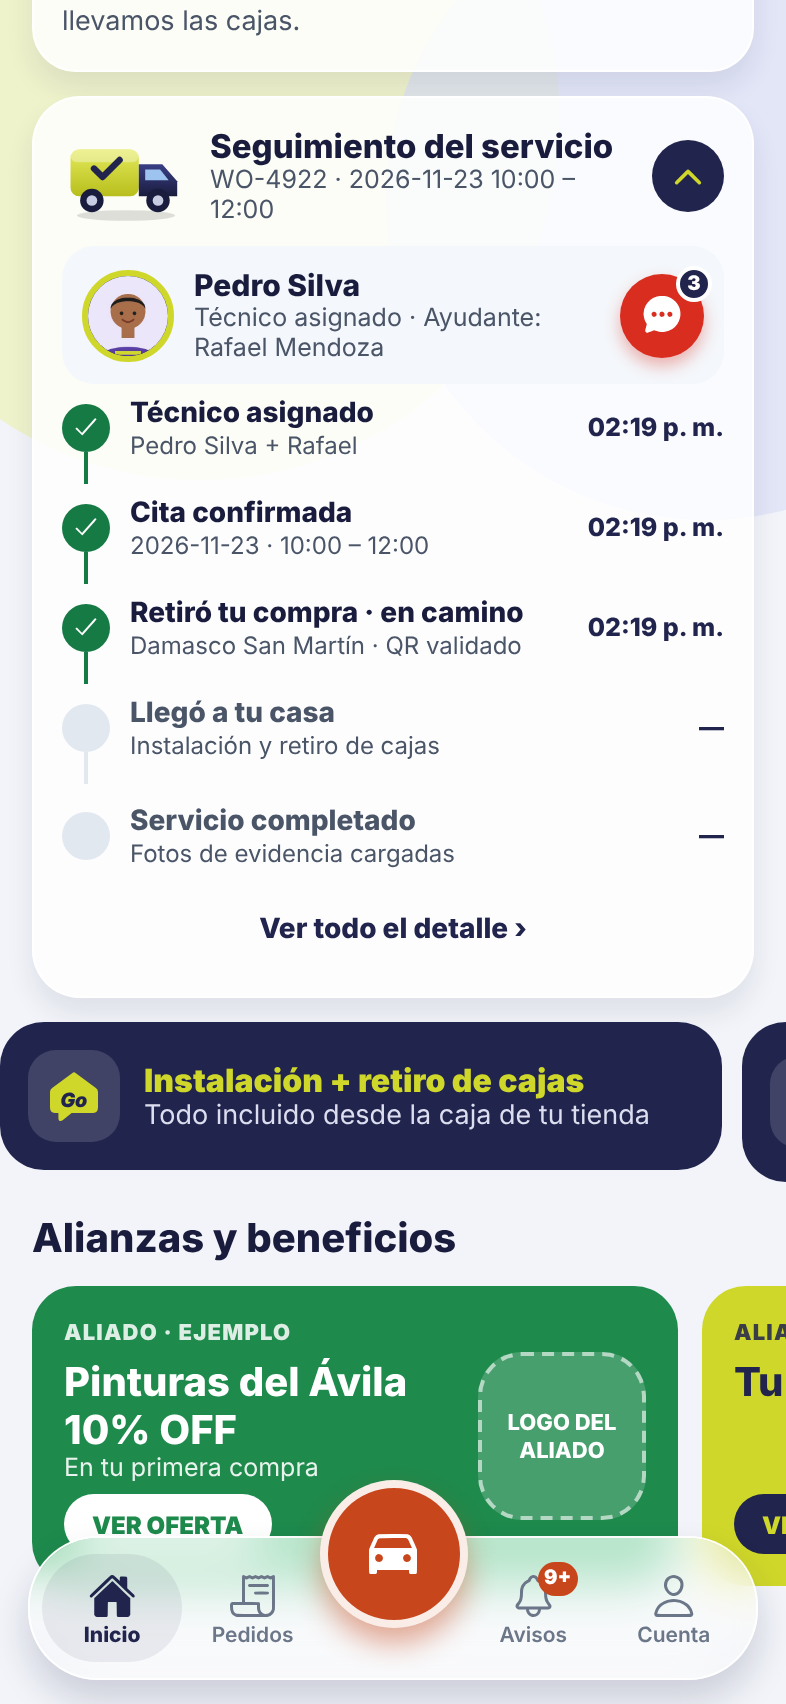 llevamos las cajas.
Seguimiento del servicio
WO-4922 · 2026-11-23 10:00 –
12:00
Pedro Silva
Técnico asignado · Ayudante:
Rafael Mendoza
3
Técnico asignado
Pedro Silva + Rafael
02:19 p. m.
Cita confirmada
2026-11-23 · 10:00 – 12:00
02:19 p. m.
Retiró tu compra · en camino
Damasco San Martín · QR validado
02:19 p. m.
Llegó a tu casa
Instalación y retiro de cajas
—
Servicio completado
Fotos de evidencia cargadas
—
Ver todo el detalle ›
Go
Instalación + retiro de cajas
Todo incluido desde la caja de tu tienda
Alianzas y beneficios
ALIADO · EJEMPLO
Pinturas del Ávila
10% OFF
En tu primera compra
LOGO DEL
ALIADO
VER OFERTA
ALIA
Tu
VE
Inicio
Pedidos
9+
Avisos
Cuenta